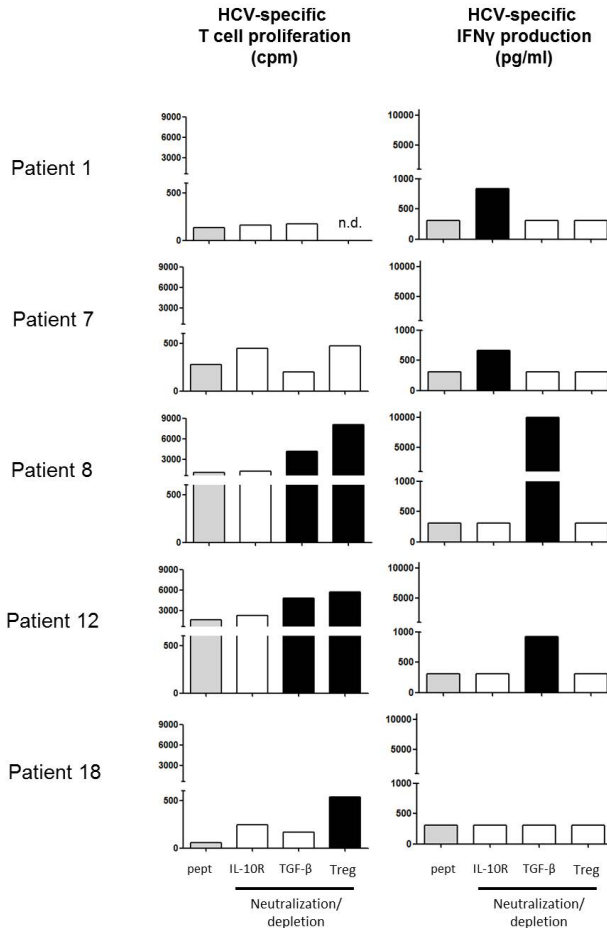 HCV-specific
T cell proliferation
(cpm)
HCV-specific
IFNγ production
(pg/ml)
Patient 1
9000
6000
3000
500
0
n.d.
10000
5000
1000
500
0
Patient 7
9000
6000
3000
500
0
10000
5000
1000
500
0
Patient 8
9000
6000
3000
500
0
10000
5000
1000
500
0
Patient 12
9000
6000
3000
500
0
10000
5000
1000
500
0
Patient 18
9000
6000
3000
500
0
10000
5000
1000
500
0
pept IL-10R TGF-β Treg
Neutralization/
depletion
pept IL-10R TGF-β Treg
Neutralization/
depletion